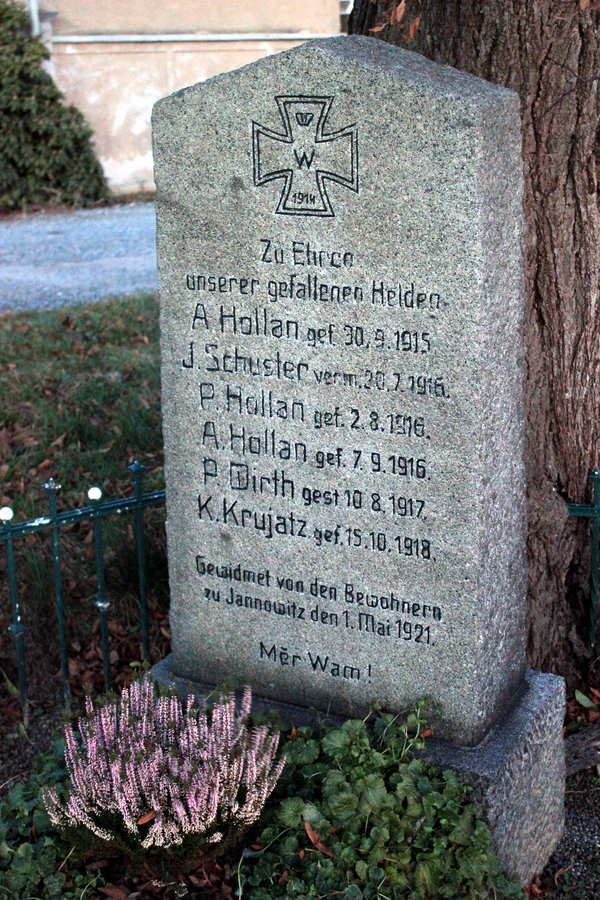 W
1914
Zu Ehren
unserer gefallenen Helden
A Hollan gef. 30.9.1915.
J. Schuster verm. 20.7.1916.
P. Hollan gef. 2.8.1916.
A. Hollan gef. 7.9.1916.
P. Dirth gest 10 8.1917.
K. Krujatz gef. 15.10.1918.
Gewidmet von den Bewohnern
zu Jannowitz den 1. Mai 1921.
Měr Wam!